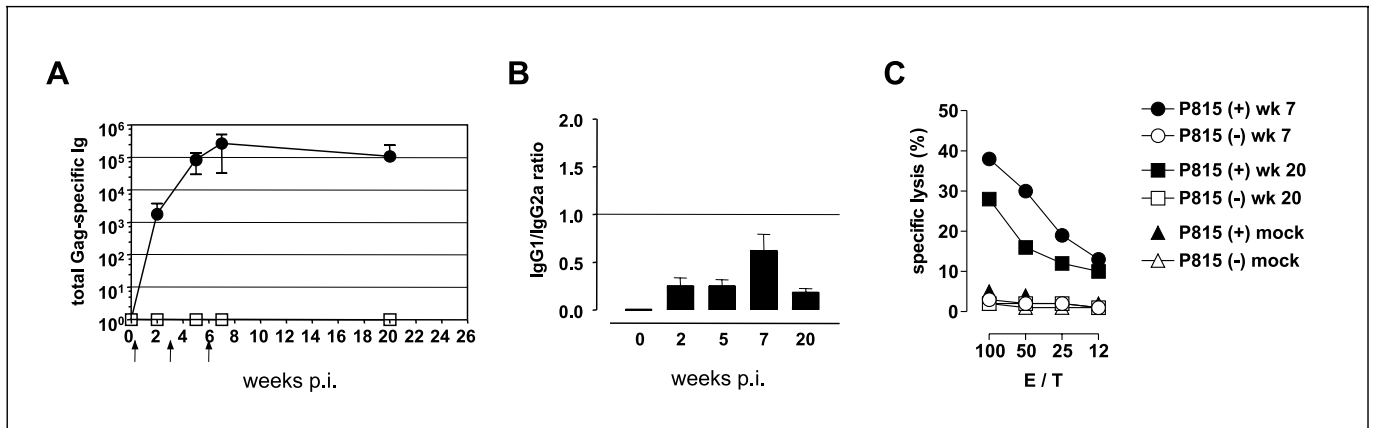 A
total Gag-specific Ig
10⁶
10⁵
10⁴
10³
10²
10¹
10⁰
0 2 4 6 8 10 12 14 16 18 20 22 24 26
weeks p.i.
B
IgG1/IgG2a ratio
2.0
1.5
1.0
0.5
0.0
0 2 5 7 20
weeks p.i.
C
specific lysis (%)
50
40
30
20
10
0
100 50 25 12
E / T
P815 (+) wk 7
P815 (-) wk 7
P815 (+) wk 20
P815 (-) wk 20
P815 (+) mock
P815 (-) mock